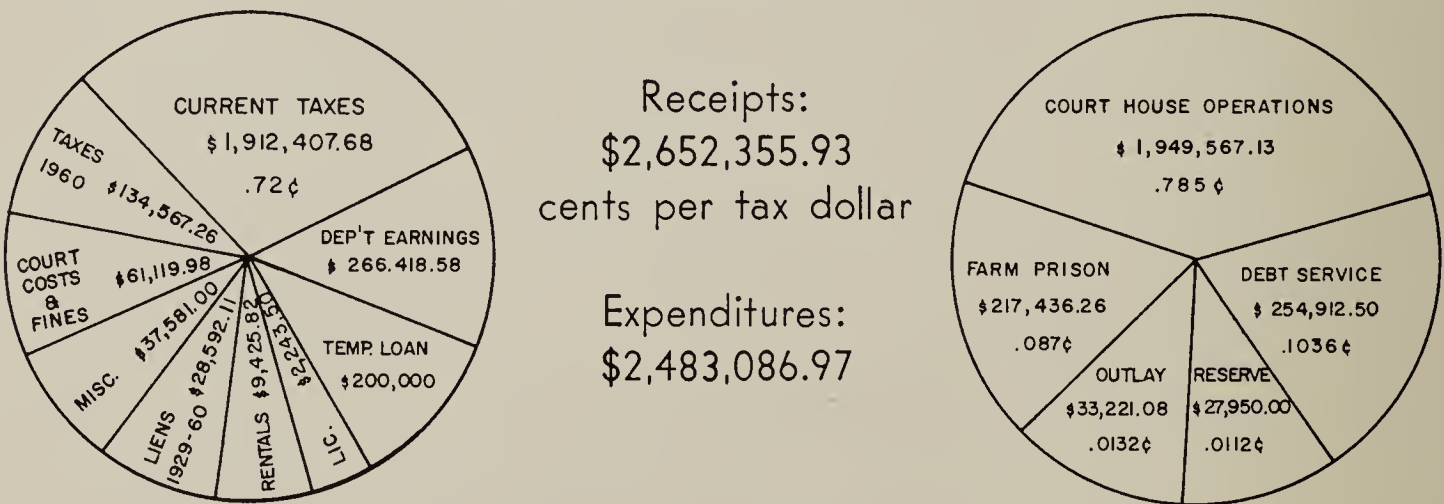 CURRENT TAXES
$1,912,407.68
.72¢
TAXES
1960 $134,567.26
COURT
COSTS
&
FINES
$61,119.98
MISC. $37,581.00
LIENS
1929-60 $28,592.11
RENTALS $9,425.82
LIC. $2,243.50
TEMP. LOAN
$200,000
DEP'T EARNINGS
$ 266.418.58
Receipts:
$2,652,355.93
cents per tax dollar
Expenditures:
$2,483,086.97
COURT HOUSE OPERATIONS
$ 1,949,567.13
.785¢
FARM PRISON
$217,436.26
.087¢
OUTLAY
$33,221.08
.0132¢
RESERVE
$27,950.00
.0112¢
DEBT SERVICE
$ 254,912.50
.1036¢